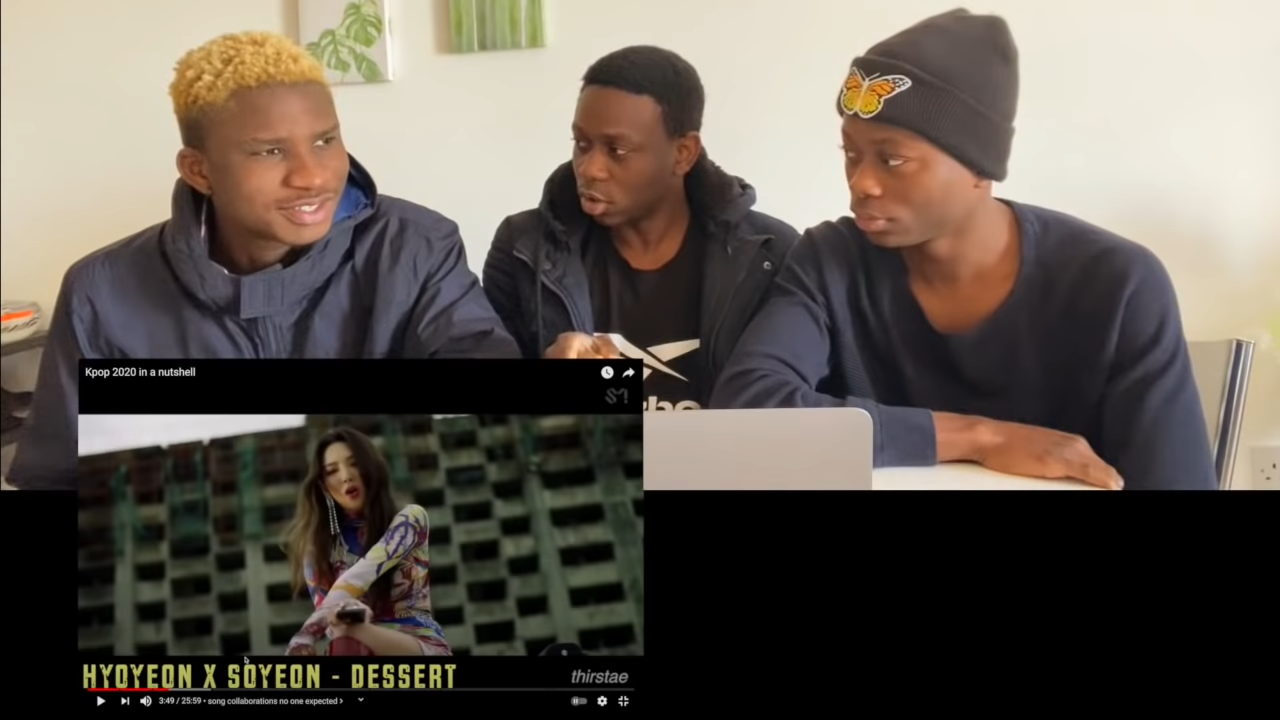 Kpop 2020 in a nutshell
SM
HYOYEON X SOYEON - DESSERT
thirstae
3:49 / 25:59 • song collaborations no one expected >